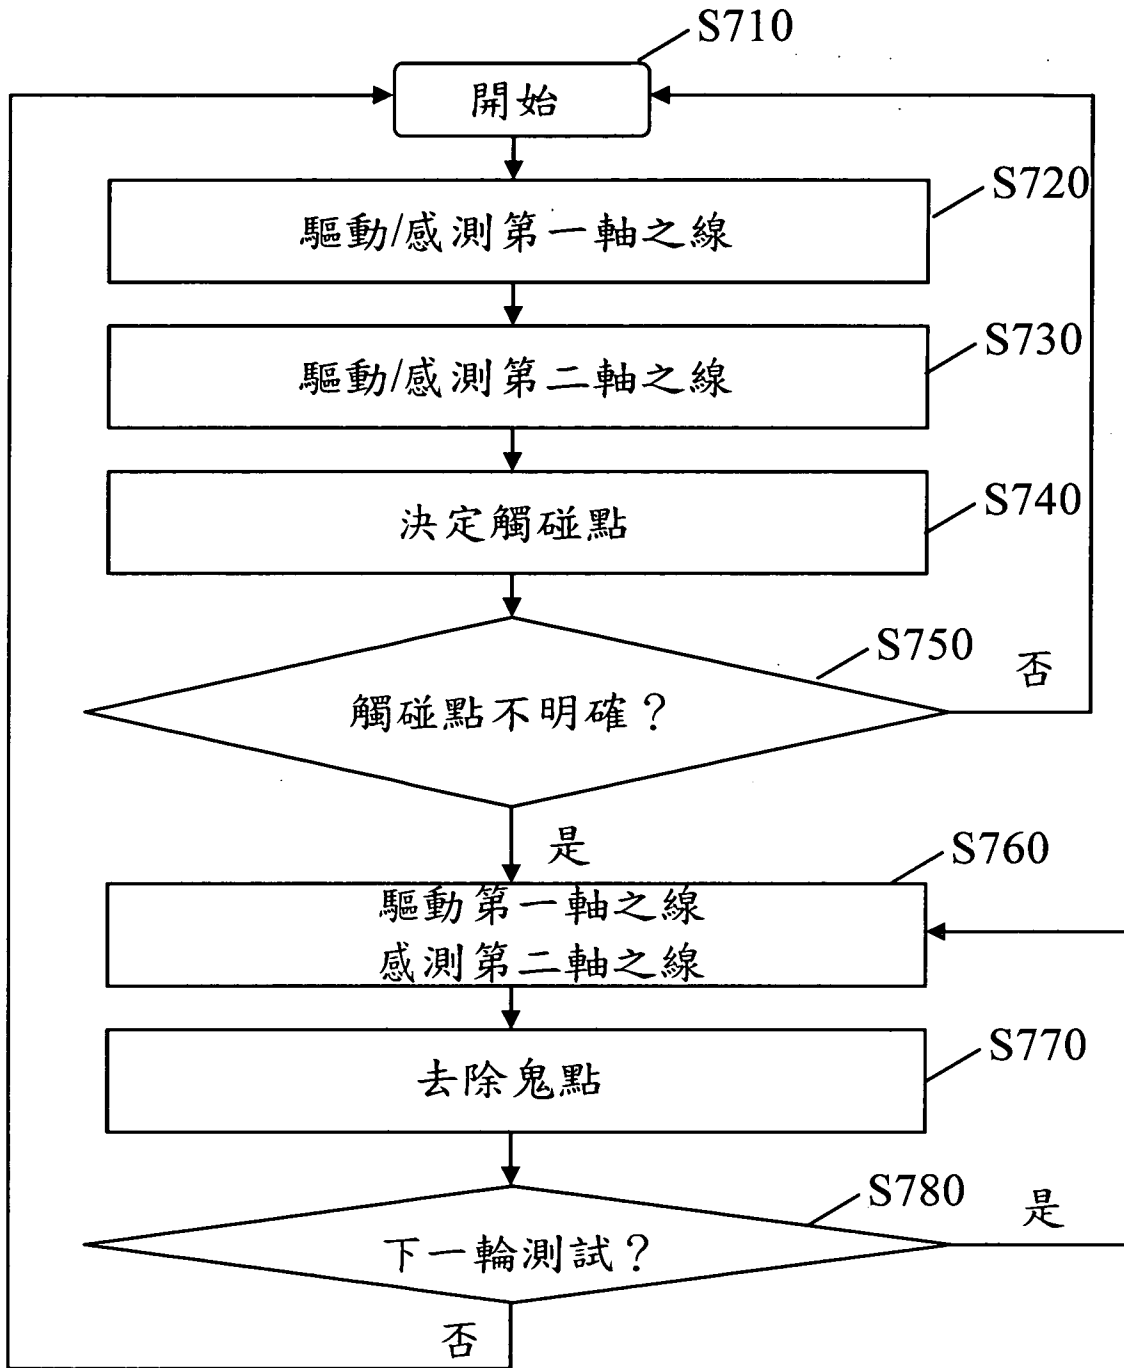 S710
開始
S720
驅動/感測第一軸之線
S730
驅動/感測第二軸之線
S740
決定觸碰點
S750
否
觸碰點不明確？
是
S760
驅動第一軸之線
感測第二軸之線
S770
去除鬼點
S780
是
下一輪測試？
否